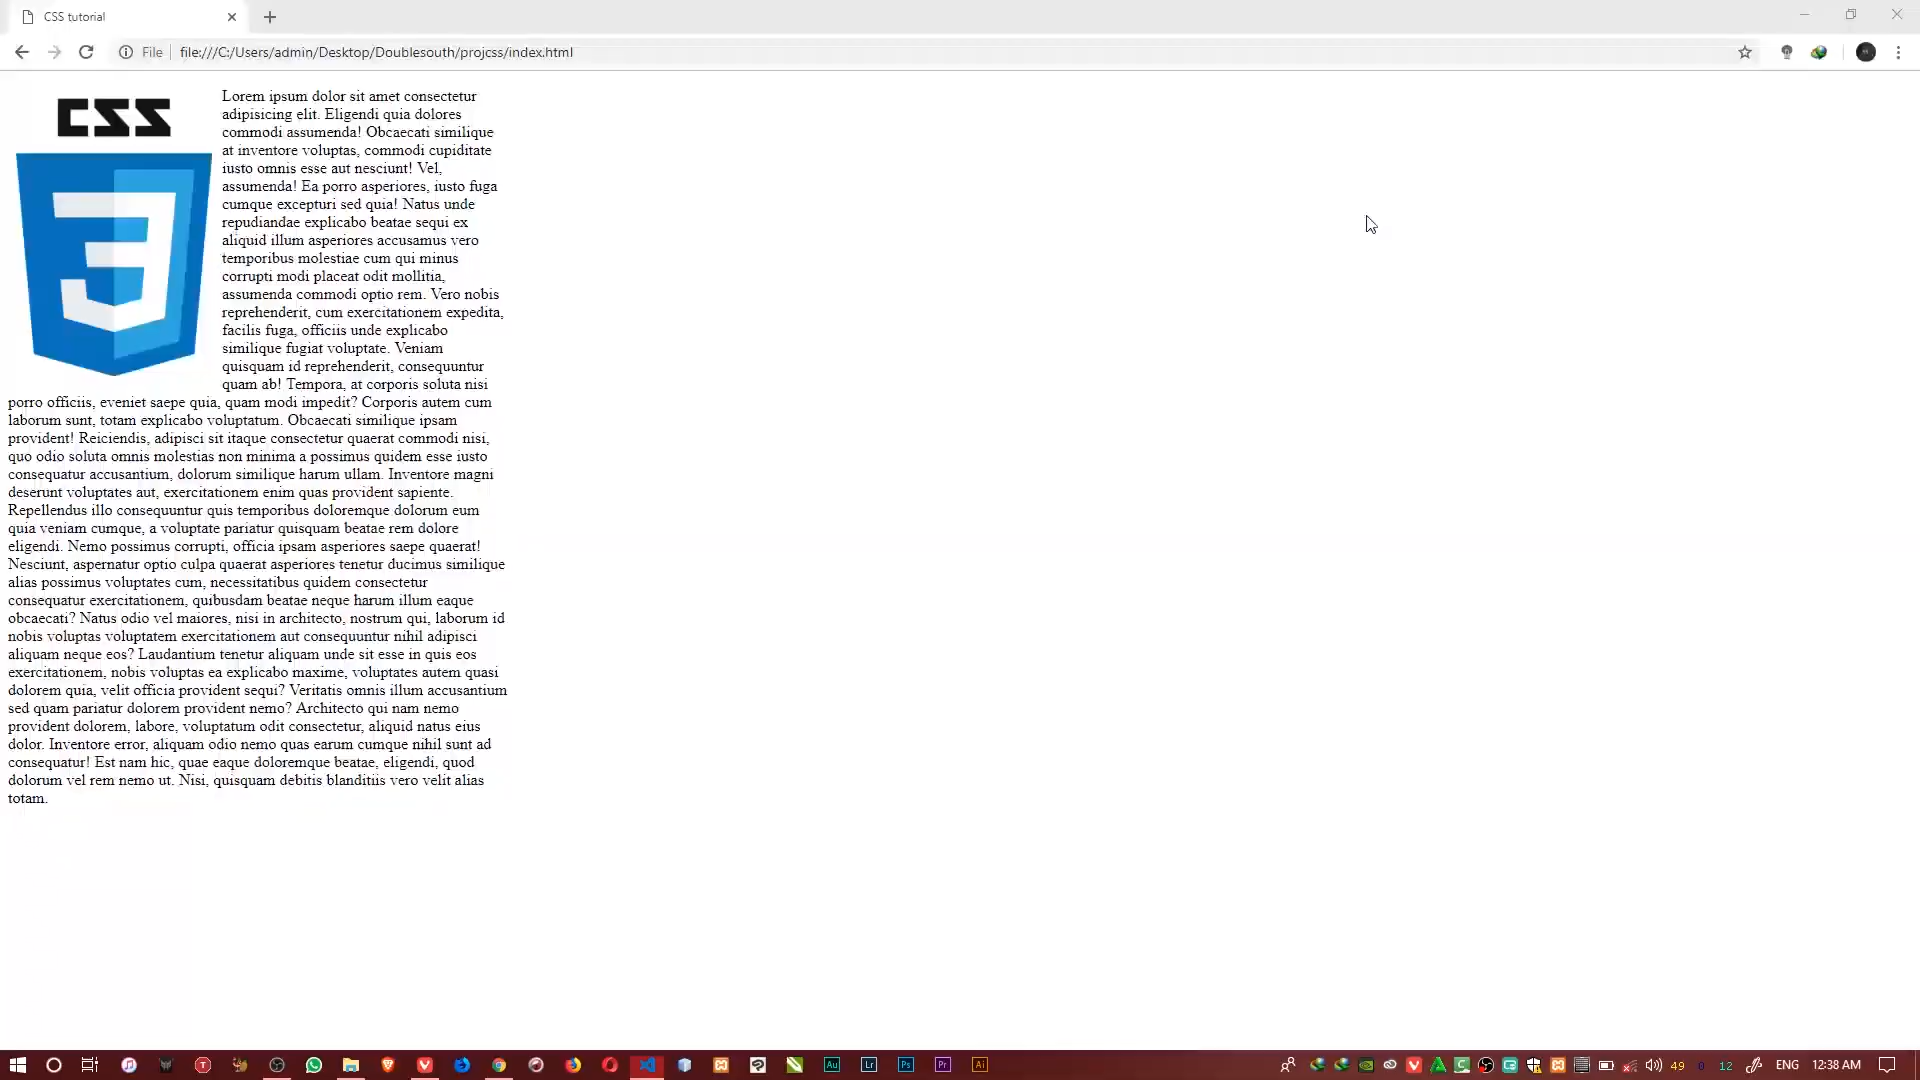 CSS tutorial
File
file:///C:/Users/admin/Desktop/Doublesouth/projcss/index.html
CSS
3
Lorem ipsum dolor sit amet consectetur
adipisicing elit. Eligendi quia dolores
commodi assumenda! Obcaecati similique
at inventore voluptas, commodi cupiditate
iusto omnis esse aut nesciunt! Vel,
assumenda! Ea porro asperiores, iusto fuga
cumque excepturi sed quia! Natus unde
repudiandae explicabo beatae sequi ex
aliquid illum asperiores accusamus vero
temporibus molestiae cum qui minus
corrupti modi placeat odit mollitia,
assumenda commodi optio rem. Vero nobis
reprehenderit, cum exercitationem expedita,
facilis fuga, officiis unde explicabo
similique fugiat voluptate. Veniam
quisquam id reprehenderit, consequuntur
quam ab! Tempora, at corporis soluta nisi
porro officiis, eveniet saepe quia, quam modi impedit? Corporis autem cum
laborum sunt, totam explicabo voluptatum. Obcaecati similique ipsam
provident! Reiciendis, adipisci sit itaque consectetur quaerat commodi nisi,
quo odio soluta omnis molestias non minima a possimus quidem esse iusto
consequatur accusantium, dolorum similique harum ullam. Inventore magni
deserunt voluptates aut, exercitationem enim quas provident sapiente.
Repellendus illo consequuntur quis temporibus doloremque dolorum eum
quia veniam cumque, a voluptate pariatur quisquam beatae rem dolore
eligendi. Nemo possimus corrupti, officia ipsam asperiores saepe quaerat!
Nesciunt, aspernatur optio culpa quaerat asperiores tenetur ducimus similique
alias possimus voluptates cum, necessitatibus quidem consectetur
consequatur exercitationem, quibusdam beatae neque harum illum eaque
obcaecati? Natus odio vel maiores, nisi in architecto, nostrum qui, laborum id
nobis voluptas voluptatem exercitationem aut consequuntur nihil adipisci
aliquam neque eos? Laudantium tenetur aliquam unde sit esse in quis eos
exercitationem, nobis voluptas ea explicabo maxime, voluptates autem quasi
dolorem quia, velit officia provident sequi? Veritatis omnis illum accusantium
sed quam pariatur dolorem provident nemo? Architecto qui nam nemo
provident dolorem, labore, voluptatum odit consectetur, aliquid natus eius
dolor. Inventore error, aliquam odio nemo quas earum cumque nihil sunt ad
consequatur! Est nam hic, quae eaque doloremque beatae, eligendi, quod
dolorum vel rem nemo ut. Nisi, quisquam debitis blanditiis vero velit alias
totam.
Au Lr Ps Pr Ai 49 0 12 ENG 12:38 AM